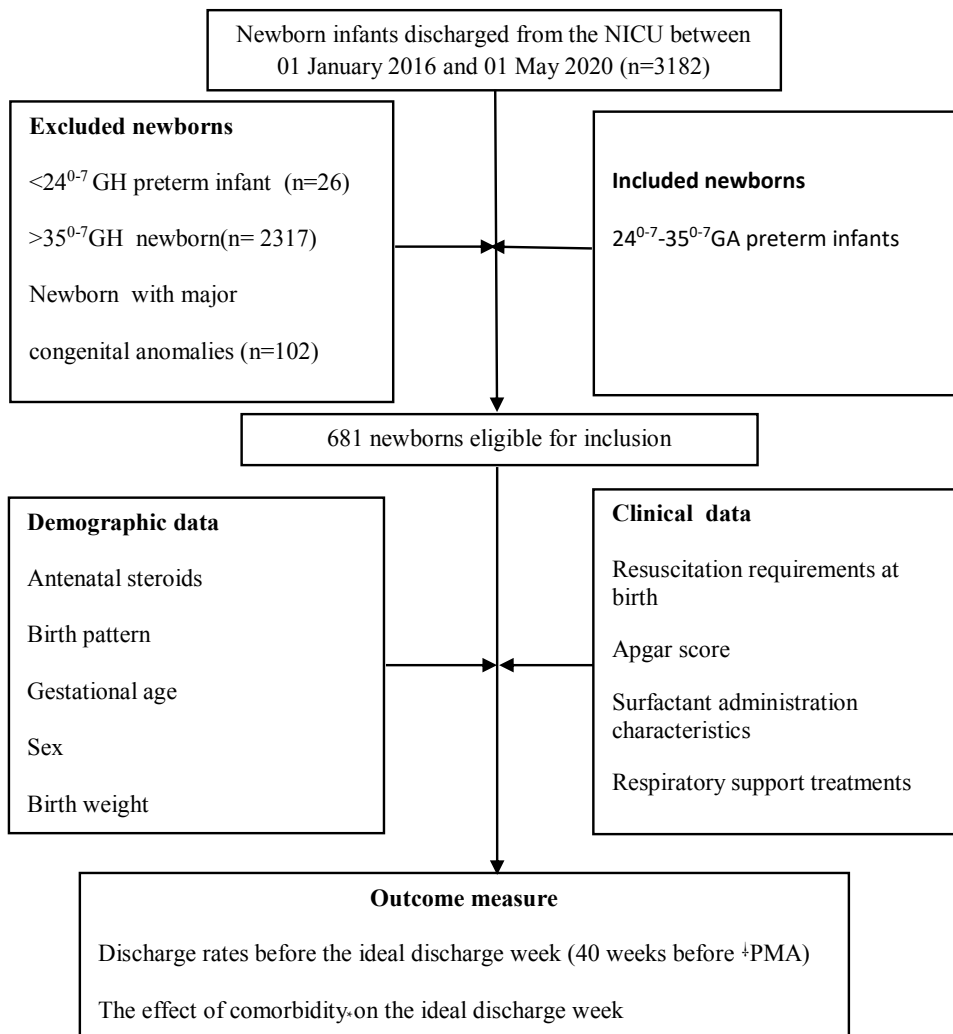 Newborn infants discharged from the NICU between
01 January 2016 and 01 May 2020 (n=3182)
Excluded newborns
<24⁰⁻⁷ GH preterm infant (n=26)
>35⁰⁻⁷GH newborn(n= 2317)
Newborn with major
congenital anomalies (n=102)
Included newborns
24⁰⁻⁷-35⁰⁻⁷GA preterm infants
681 newborns eligible for inclusion
Demographic data
Antenatal steroids
Birth pattern
Gestational age
Sex
Birth weight
Clinical data
Resuscitation requirements at
birth
Apgar score
Surfactant administration
characteristics
Respiratory support treatments
Outcome measure
Discharge rates before the ideal discharge week (40 weeks before ⸸PMA)
The effect of comorbidity*on the ideal discharge week